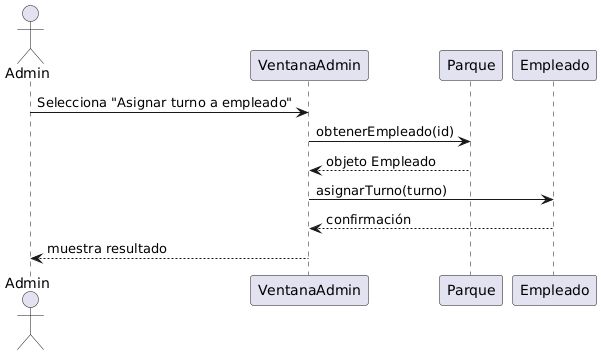 Admin
VentanaAdmin
Parque
Empleado
Selecciona "Asignar turno a empleado"
obtenerEmpleado(id)
objeto Empleado
asignarTurno(turno)
confirmación
muestra resultado
Admin
VentanaAdmin
Parque
Empleado